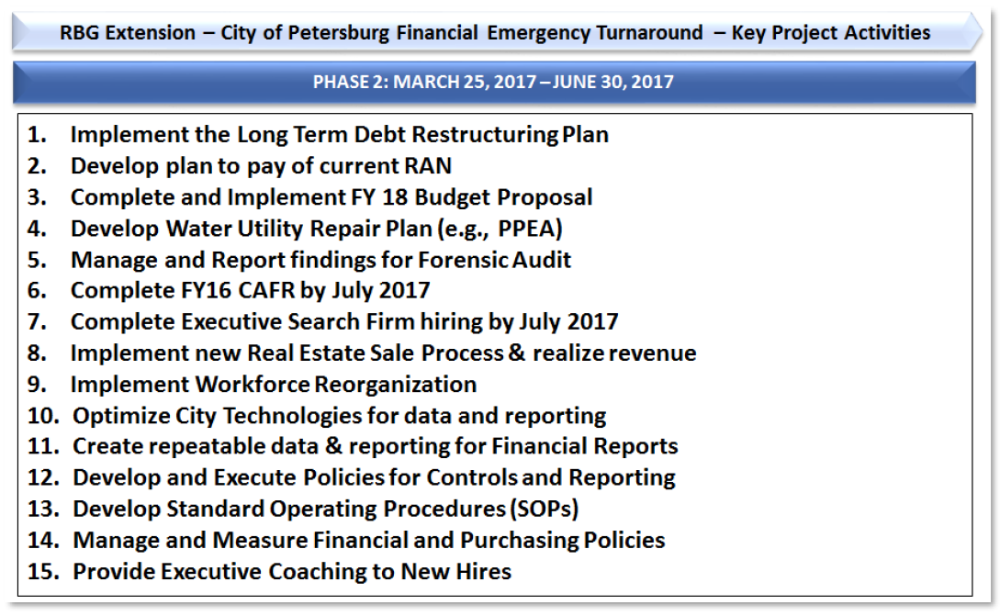 RBG Extension – City of Petersburg Financial Emergency Turnaround – Key Project Activities
PHASE 2: MARCH 25, 2017 – JUNE 30, 2017
1. Implement the Long Term Debt Restructuring Plan
2. Develop plan to pay of current RAN
3. Complete and Implement FY 18 Budget Proposal
4. Develop Water Utility Repair Plan (e.g., PPEA)
5. Manage and Report findings for Forensic Audit
6. Complete FY16 CAFR by July 2017
7. Complete Executive Search Firm hiring by July 2017
8. Implement new Real Estate Sale Process & realize revenue
9. Implement Workforce Reorganization
10. Optimize City Technologies for data and reporting
11. Create repeatable data & reporting for Financial Reports
12. Develop and Execute Policies for Controls and Reporting
13. Develop Standard Operating Procedures (SOPs)
14. Manage and Measure Financial and Purchasing Policies
15. Provide Executive Coaching to New Hires